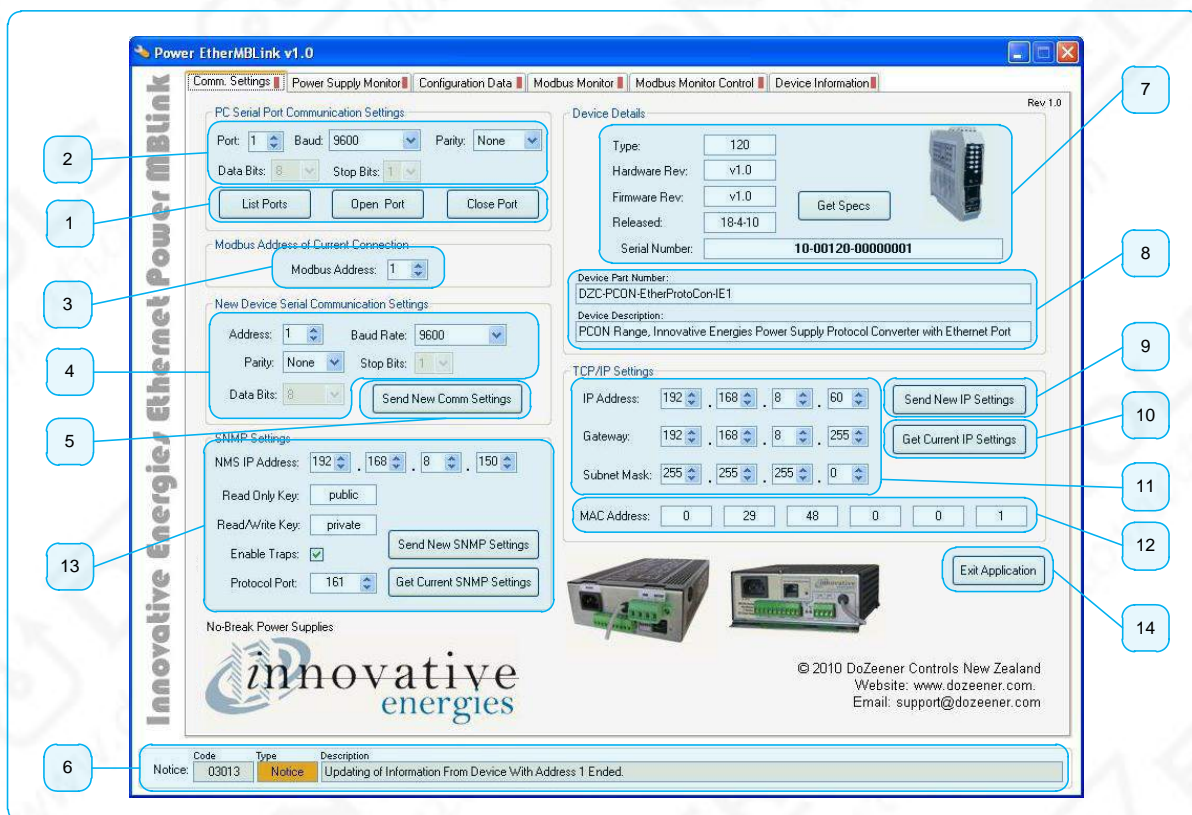 Power EtherMBLink v1.0
Comm. Settings
Power Supply Monitor
Configuration Data
Modbus Monitor
Modbus Monitor Control
Device Information
Innovative Energies Ethernet Power MBLink
Rev 1.0
PC Serial Port Communication Settings
Port: 1 Baud: 9600 Parity: None
Data Bits: 8 Stop Bits: 1
List Ports Open Port Close Port
2
1
Modbus Address of Current Connection
Modbus Address: 1
3
New Device Serial Communication Settings
Address: 1 Baud Rate: 9600
Parity: None Stop Bits: 1
Data Bits: 8 Send New Comm Settings
4
5
SNMP Settings
NMS IP Address: 192 . 168 . 8 . 150
Read Only Key: public
Read/Write Key: private
Enable Traps: Send New SNMP Settings
Protocol Port: 161 Get Current SNMP Settings
13
Device Details
Type: 120
Hardware Rev: v1.0
Firmware Rev: v1.0
Get Specs
Released: 18-4-10
Serial Number: 10-00120-00000001
7
Device Part Number:
DZC-PCON-EtherProtoCon-IE1
Device Description:
PCON Range, Innovative Energies Power Supply Protocol Converter with Ethernet Port
8
TCP/IP Settings
IP Address: 192 . 168 . 8 . 60 Send New IP Settings
Gateway: 192 . 168 . 8 . 255 Get Current IP Settings
Subnet Mask: 255 . 255 . 255 . 0
9
10
11
MAC Address: 0 29 48 0 0 1
12
Exit Application
14
No-Break Power Supplies
innovative
energies
© 2010 DoZeener Controls New Zealand
Website: www.dozeener.com.
Email: support@dozeener.com
6
Code Type Description
Notice: 03013 Notice Updating of Information From Device With Address 1 Ended.